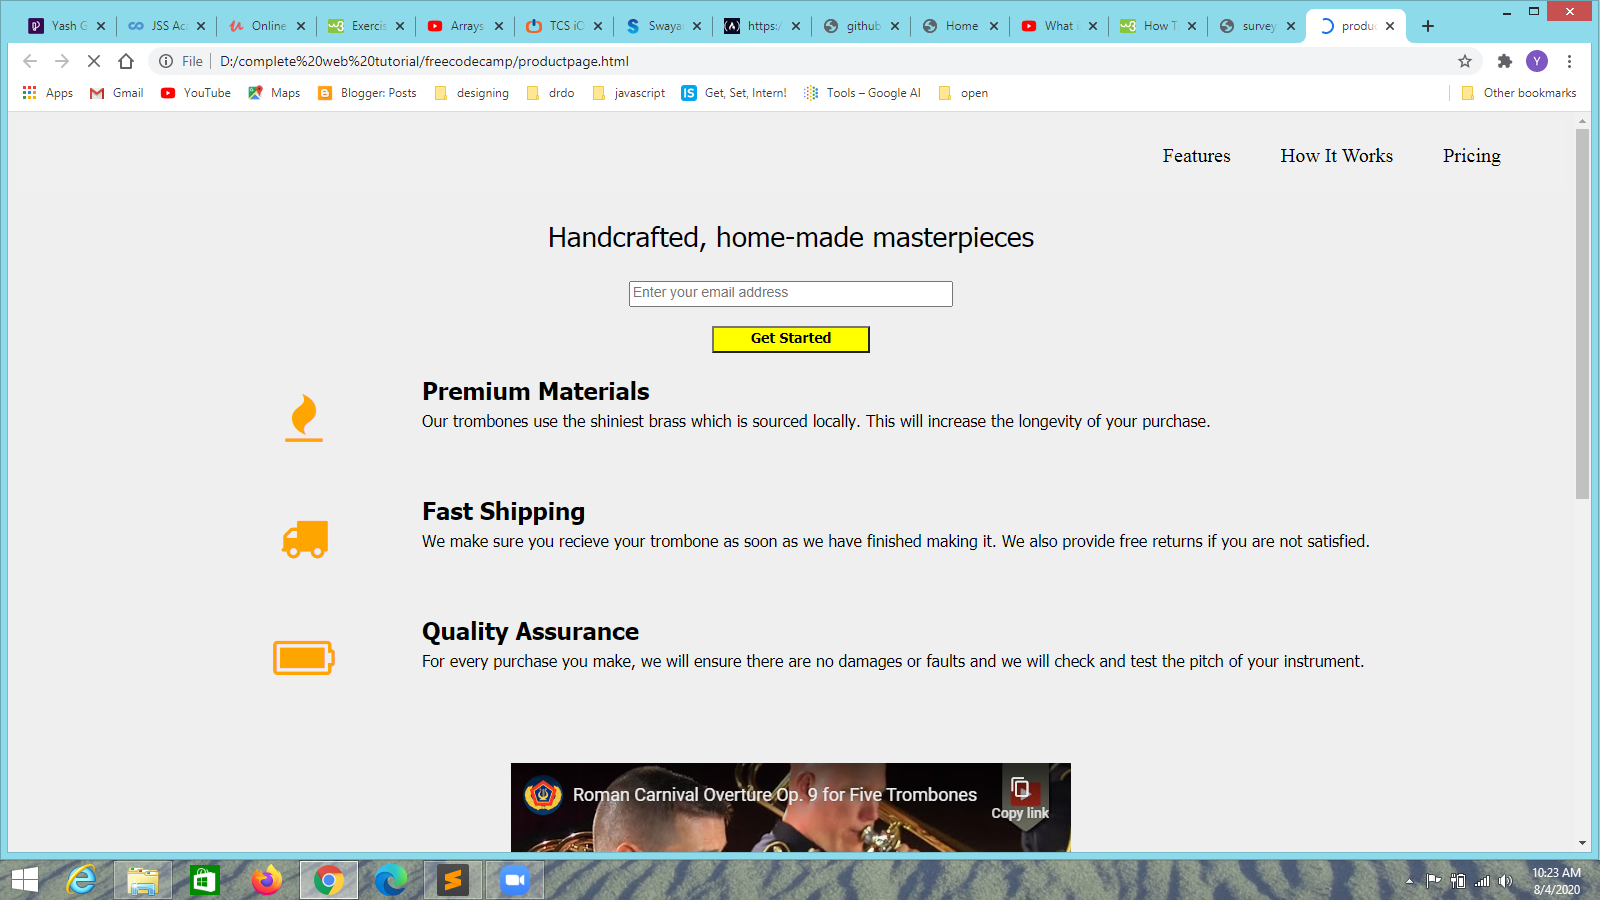 Yash G
JSS Aca
Online
Exercis
Arrays
TCS iO
Swaya
https:/
github
Home
What
How T
survey
produ
File
D:/complete%20web%20tutorial/freecodecamp/productpage.html
Y
Apps
Gmail
YouTube
Maps
Blogger: Posts
designing
drdo
javascript
IS Get, Set, Intern!
Tools – Google AI
open
Other bookmarks
Features How It Works Pricing
Handcrafted, home-made masterpieces
Enter your email address
Get Started
Premium Materials
Our trombones use the shiniest brass which is sourced locally. This will increase the longevity of your purchase.
Fast Shipping
We make sure you recieve your trombone as soon as we have finished making it. We also provide free returns if you are not satisfied.
Quality Assurance
For every purchase you make, we will ensure there are no damages or faults and we will check and test the pitch of your instrument.
Roman Carnival Overture Op. 9 for Five Trombones
Copy link
10:23 AM
8/4/2020